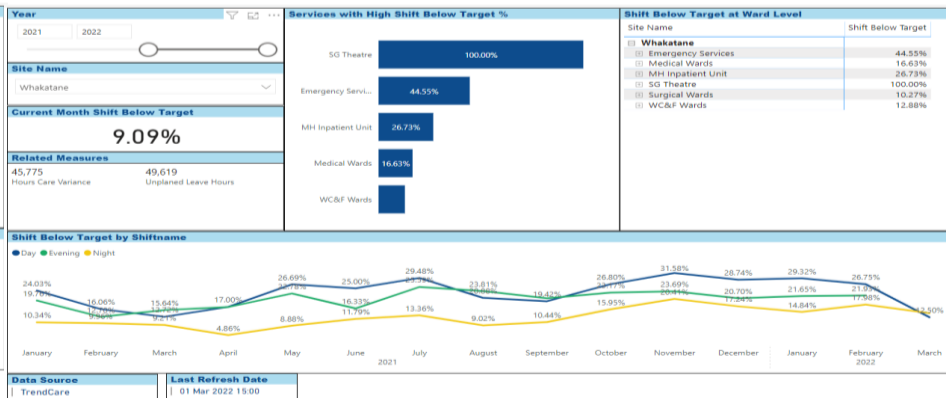 Year
2021 2022
Site Name
Whakatane
Current Month Shift Below Target
9.09%
Related Measures
45,775 49,619
Hours Care Variance Unplaned Leave Hours
Services with High Shift Below Target %
SG Theatre 100.00%
Emergency Servi... 44.55%
MH Inpatient Unit 26.73%
Medical Wards 16.63%
WC&F Wards
Shift Below Target at Ward Level
Site Name Shift Below Target
Whakatane
Emergency Services 44.55%
Medical Wards 16.63%
MH Inpatient Unit 26.73%
SG Theatre 100.00%
Surgical Wards 10.27%
WC&F Wards 12.88%
Shift Below Target by Shiftname
Day Evening Night
24.03% 16.06% 15.64% 17.00% 26.69% 25.00% 29.48% 23.81% 19.42% 26.80% 31.58% 28.74% 29.32% 26.75%
16.33% 23.69% 20.70% 21.65%
10.34% 4.86% 8.88% 11.79% 13.36% 9.02% 10.44% 15.95% 14.84% 17.98%
January February March April May June July August September October November December January February March
2021 2022
Data Source
TrendCare
Last Refresh Date
01 Mar 2022 15:00